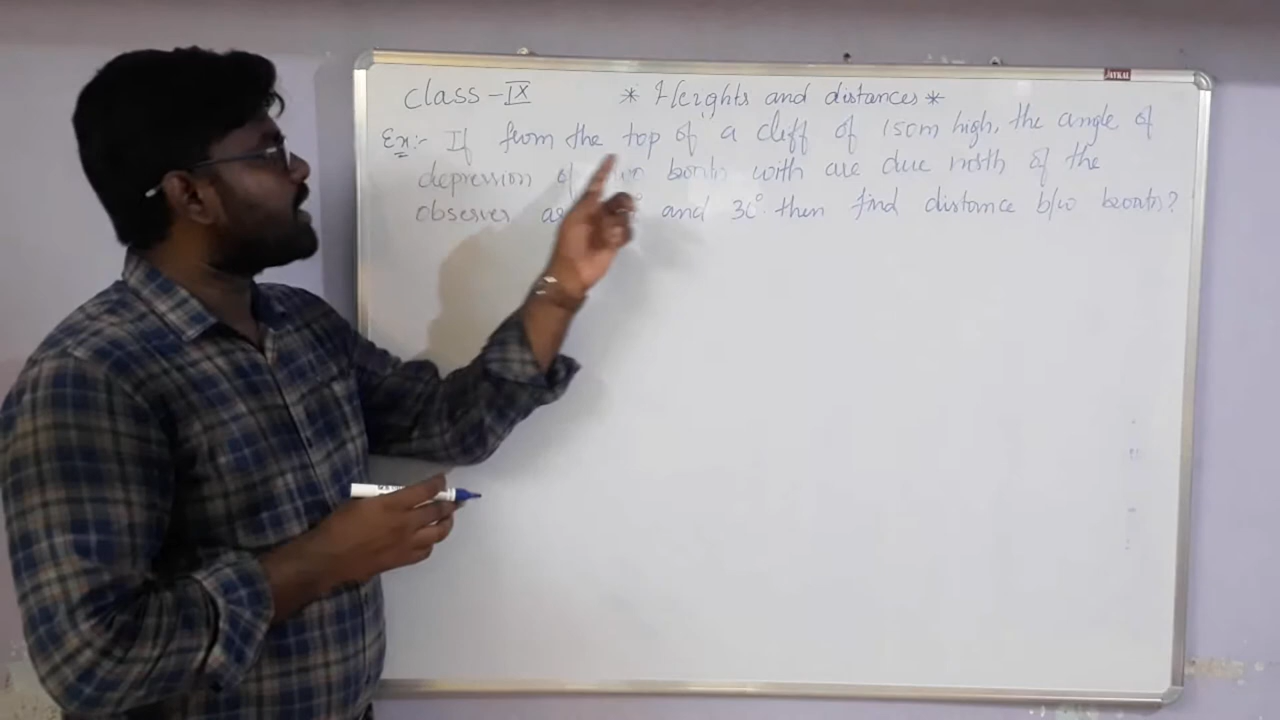 Class - IX * Heights and distances *
Ex:- If from the top of a cliff of 150m high, the angle of
depression of boats with are due north of the
observer and 30°. then find distance b/w boats?
JAYKAL